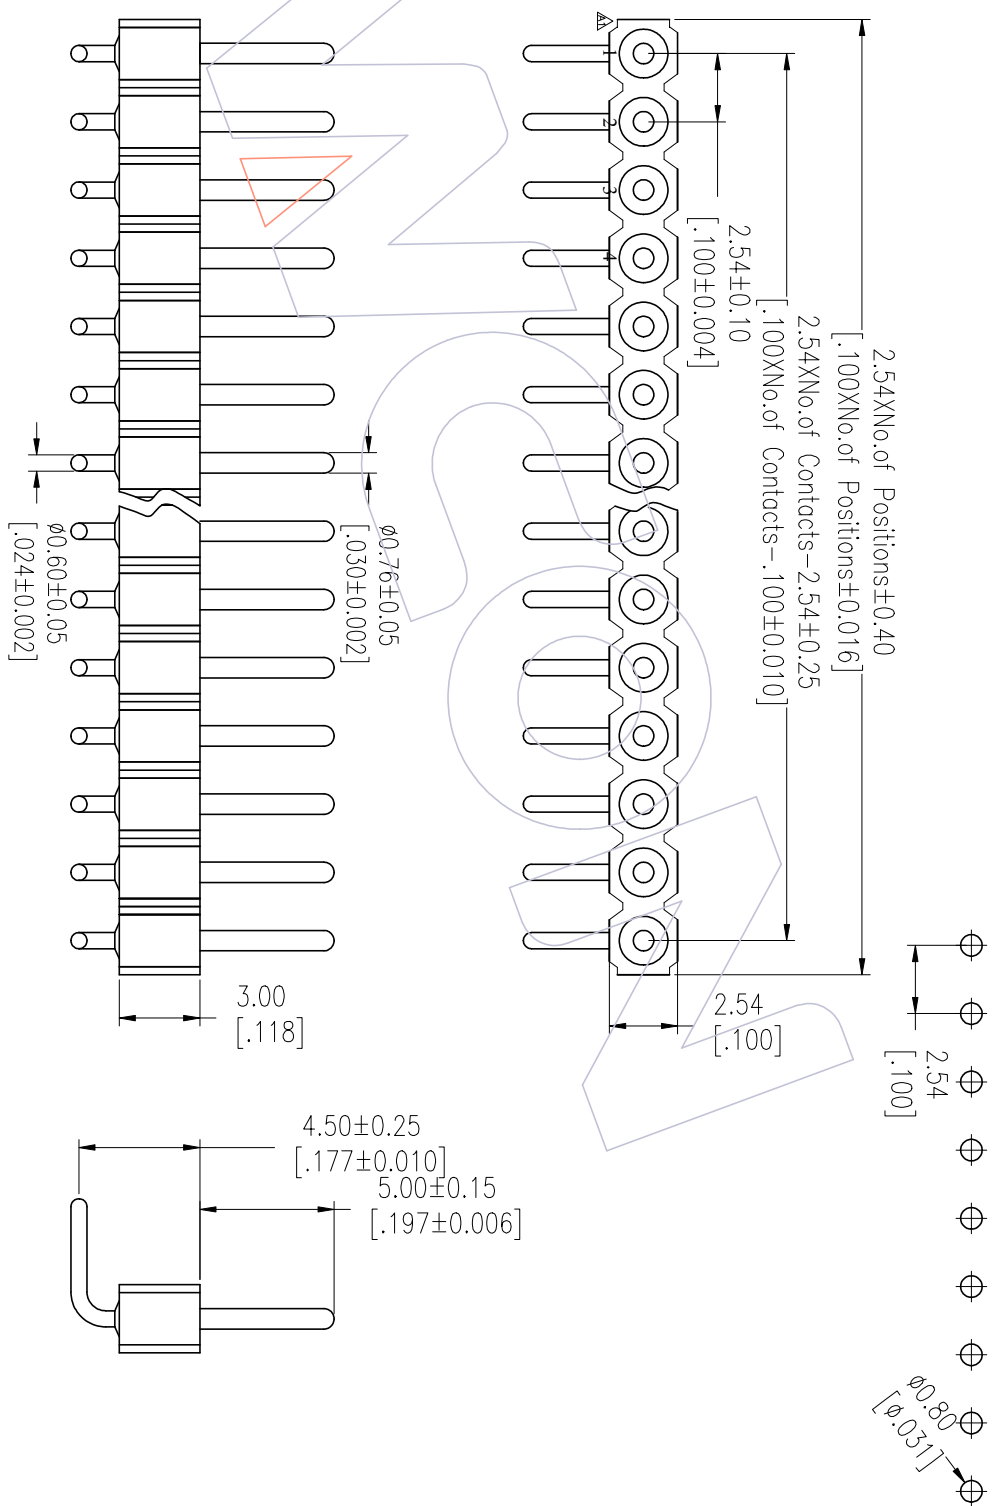 1
2
3
4
2.54XNo.of Positions±0.40
[.100XNo.of Positions±0.016]
2.54XNo.of Contacts-2.54±0.25
[.100XNo.of Contacts-.100±0.010]
2.54±0.10
[.100±0.004]
Ø0.76±0.05
[.030±0.002]
Ø0.60±0.05
[.024±0.002]
3.00
[.118]
2.54
[.100]
2.54
[.100]
4.50±0.25
[.177±0.010]
5.00±0.15
[.197±0.006]
Ø0.80
[Ø.031]